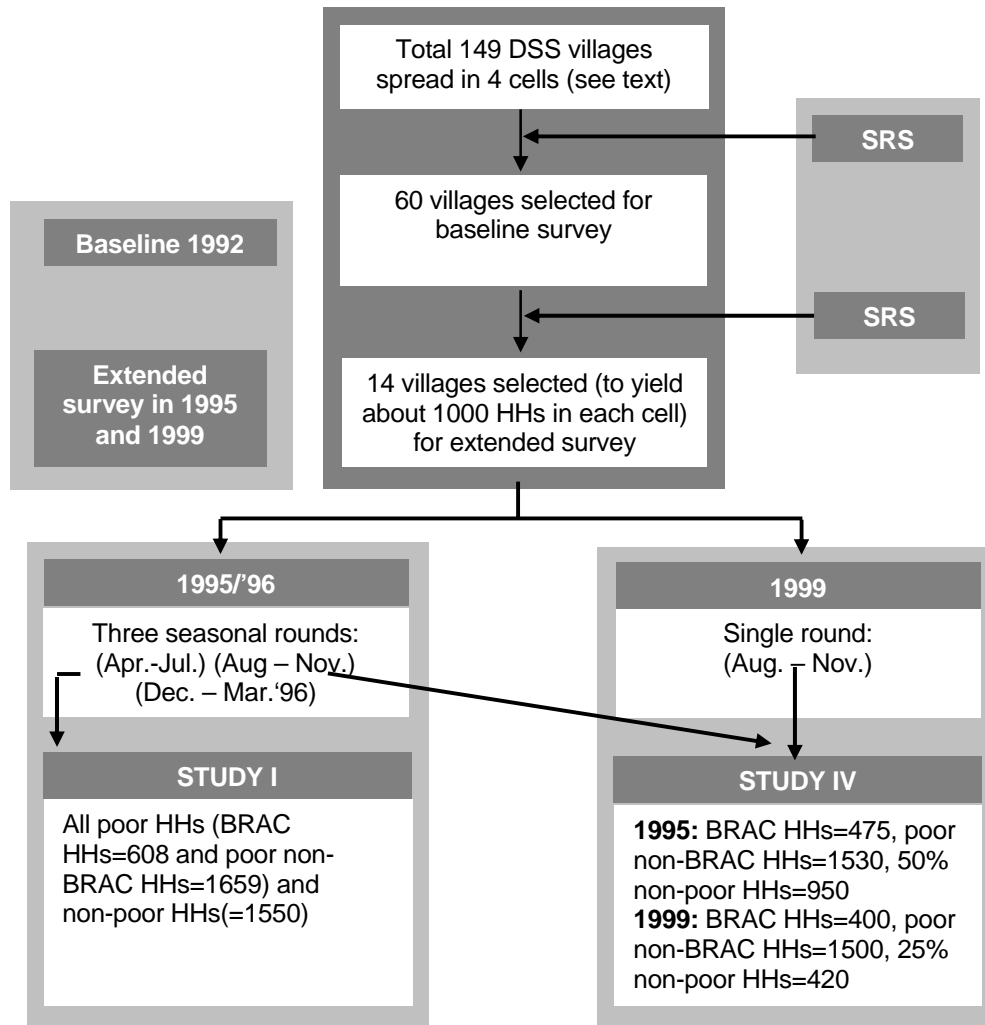 Total 149 DSS villages
spread in 4 cells (see text)
SRS
60 villages selected for
baseline survey
Baseline 1992
SRS
Extended
survey in 1995
and 1999
14 villages selected (to yield
about 1000 HHs in each cell)
for extended survey
1995/’96
Three seasonal rounds:
(Apr.-Jul.) (Aug – Nov.)
(Dec. – Mar.‘96)
1999
Single round:
(Aug. – Nov.)
STUDY I
All poor HHs (BRAC
HHs=608 and poor non-
BRAC HHs=1659) and
non-poor HHs(=1550)
STUDY IV
1995: BRAC HHs=475, poor
non-BRAC HHs=1530, 50%
non-poor HHs=950
1999: BRAC HHs=400, poor
non-BRAC HHs=1500, 25%
non-poor HHs=420